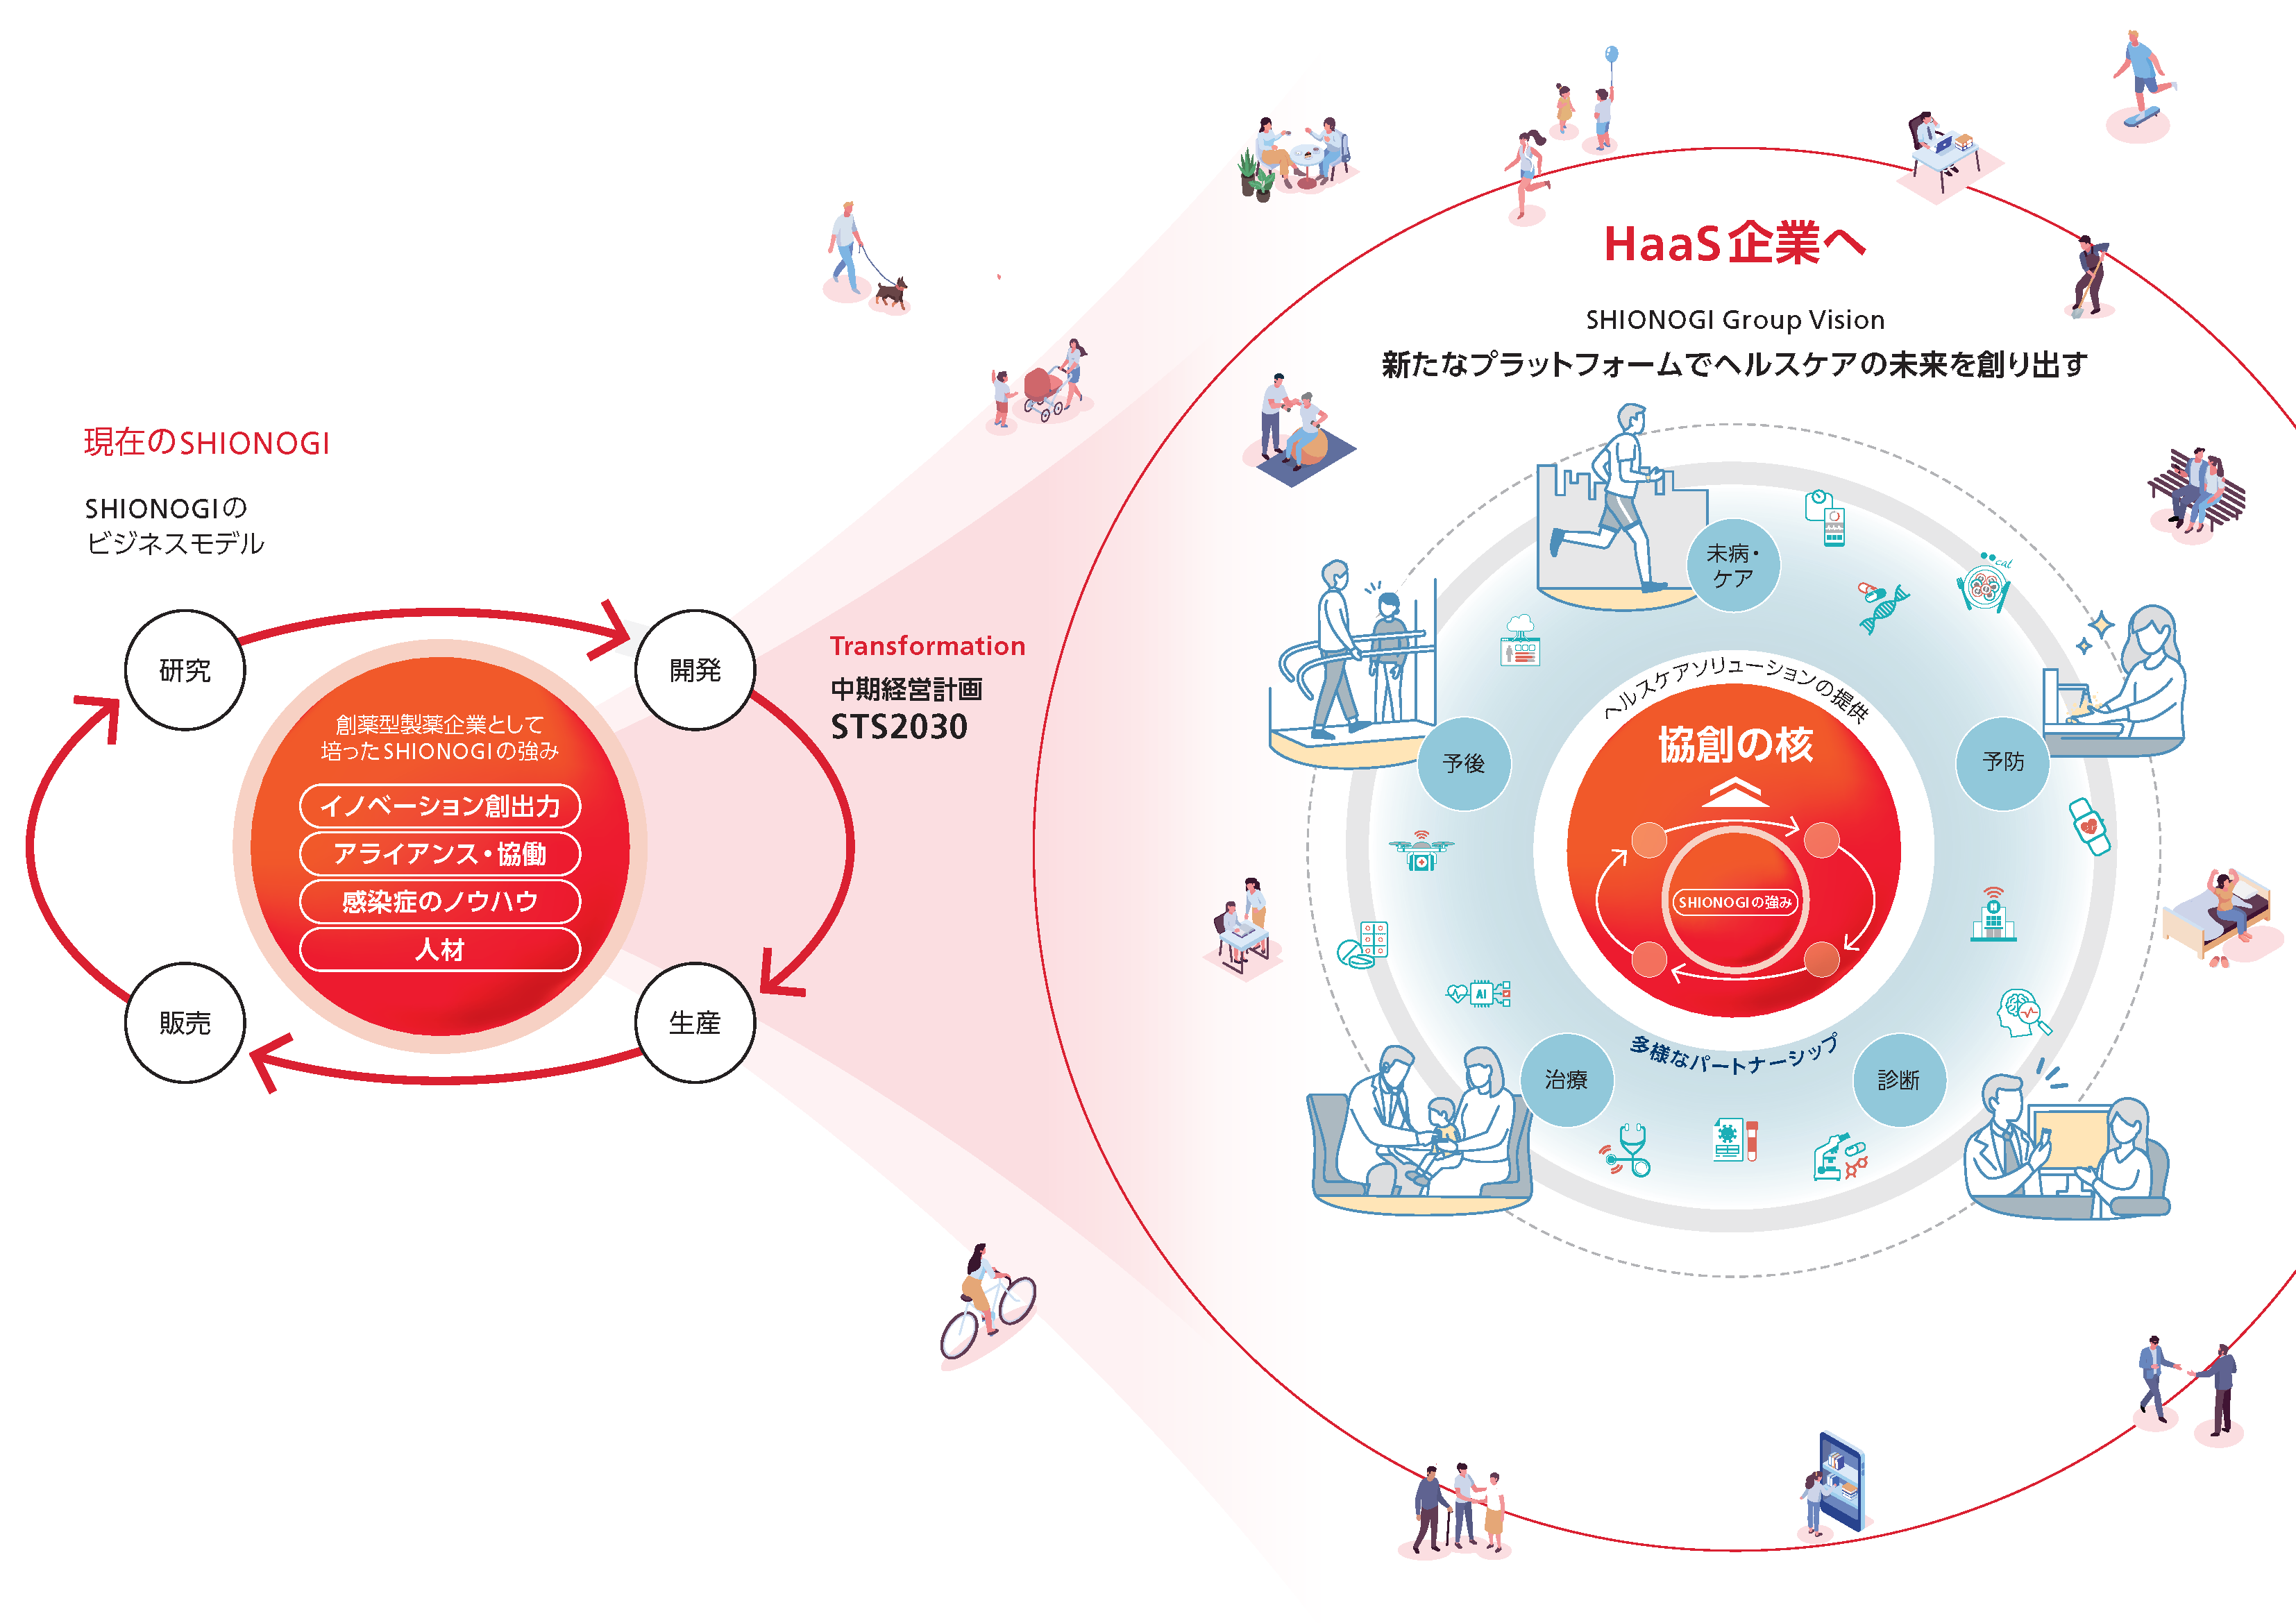 現在のSHIONOGI
SHIONOGIの
ビジネスモデル
研究
開発
生産
販売
創薬型製薬企業として
培ったSHIONOGIの強み
イノベーション創出力
アライアンス・協働
感染症のノウハウ
人材
Transformation
中期経営計画
STS2030
HaaS企業へ
SHIONOGI Group Vision
新たなプラットフォームでヘルスケアの未来を創り出す
未病・
ケア
予防
診断
治療
予後
ヘルスケアソリューションの提供
協創の核
SHIONOGIの強み
多様なパートナーシップ
cal
AI
H